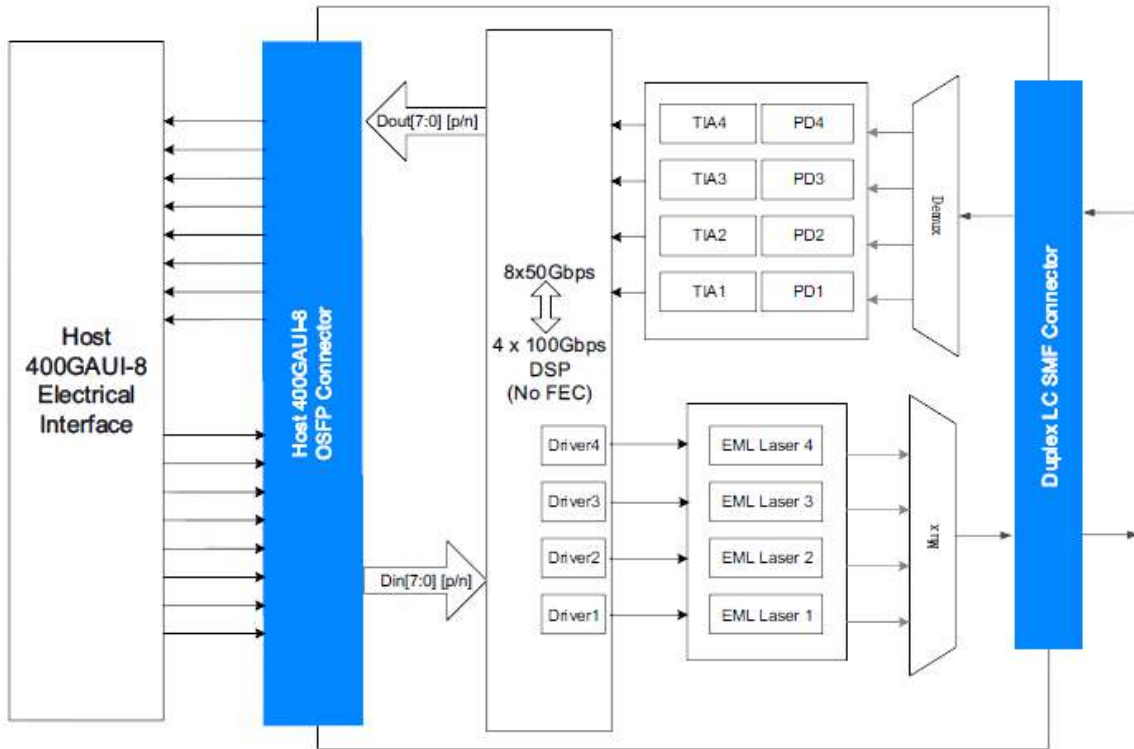 Host
400GAUI-8
Electrical
Interface
Host 400GAUI-8
OSFP Connector
Dout[7:0] [p/n]
Din[7:0] [p/n]
8x50Gbps
4 x 100Gbps
DSP
(No FEC)
Driver4
Driver3
Driver2
Driver1
TIA4
PD4
TIA3
PD3
TIA2
PD2
TIA1
PD1
EML Laser 4
EML Laser 3
EML Laser 2
EML Laser 1
Demux
Mux
Duplex LC SMF Connector